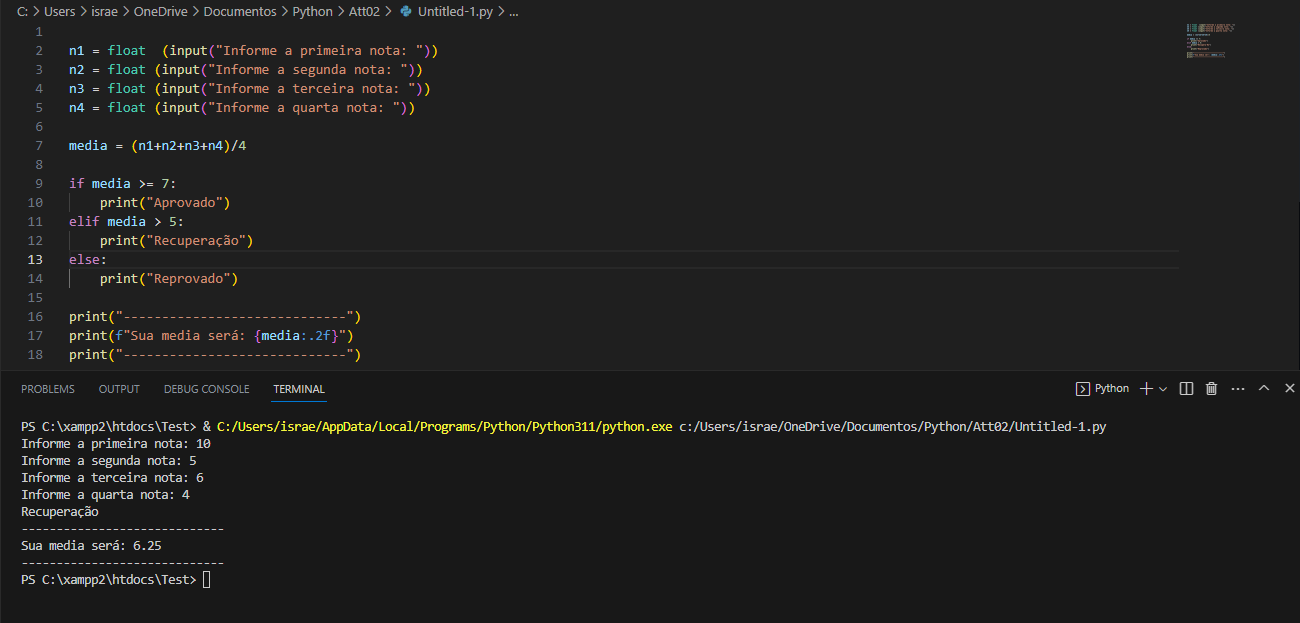 C: > Users > israe > OneDrive > Documentos > Python > Att02 > Untitled-1.py > ...
1
2 n1 = float  (input("Informe a primeira nota: "))
3 n2 = float (input("Informe a segunda nota: "))
4 n3 = float (input("Informe a terceira nota: "))
5 n4 = float (input("Informe a quarta nota: "))
6
7 media = (n1+n2+n3+n4)/4
8
9 if media >= 7:
10     print("Aprovado")
11 elif media > 5:
12     print("Recuperação")
13 else:
14     print("Reprovado")
15
16 print("-----------------------------")
17 print(f"Sua media será: {media:.2f}")
18 print("-----------------------------")
PROBLEMS OUTPUT DEBUG CONSOLE TERMINAL Python
PS C:\xampp2\htdocs\Test> & C:/Users/israe/AppData/Local/Programs/Python/Python311/python.exe c:/Users/israe/OneDrive/Documentos/Python/Att02/Untitled-1.py
Informe a primeira nota: 10
Informe a segunda nota: 5
Informe a terceira nota: 6
Informe a quarta nota: 4
Recuperação
-----------------------------
Sua media será: 6.25
-----------------------------
PS C:\xampp2\htdocs\Test>